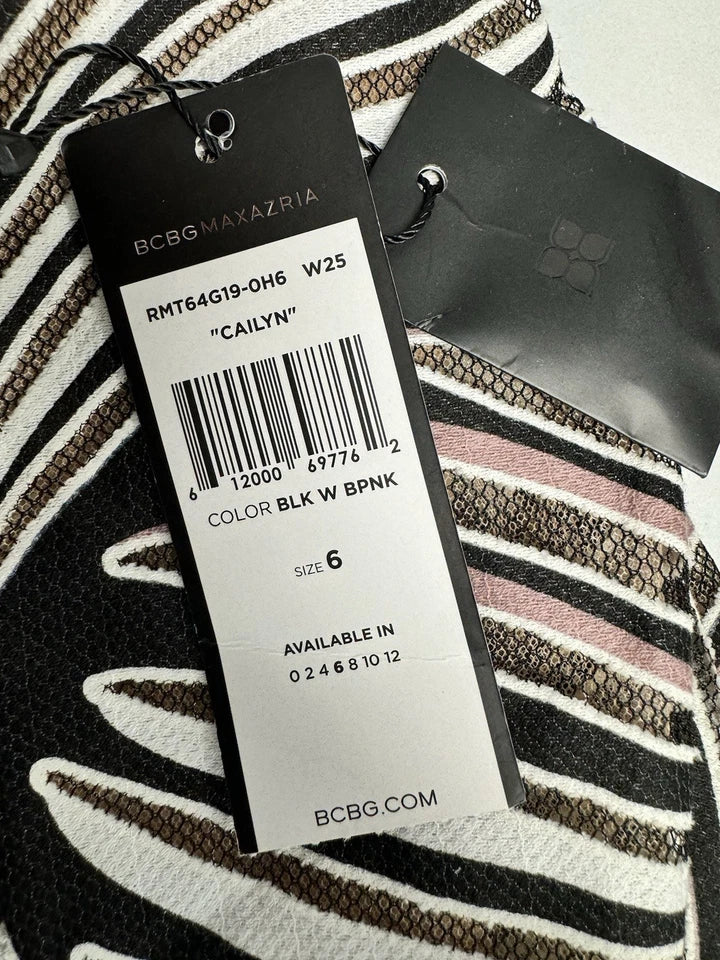 BCBGMAXAZRIA
RMT64G19-0H6 W25
"CAILYN"
6 12000 69776 2
COLOR BLK W BPNK
SIZE 6
AVAILABLE IN
0 2 4 6 8 10 12
BCBG.COM